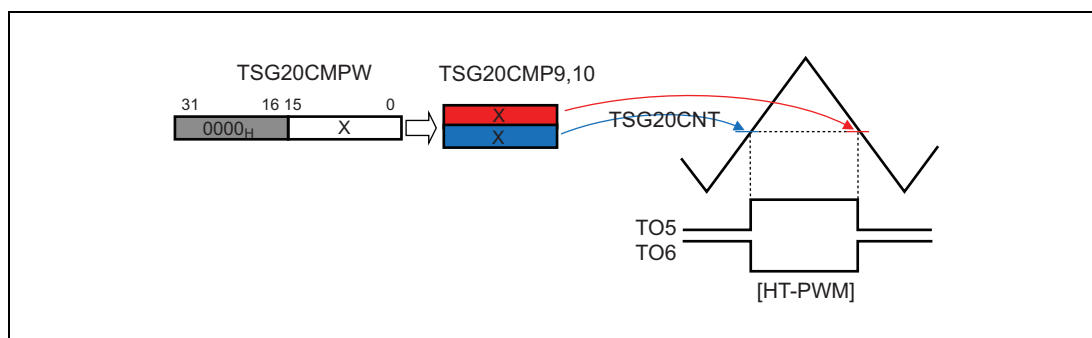 TSG20CMPW
TSG20CMP9,10
31
16 15
0
0000H
X
X
X
TSG20CNT
TO5
TO6
[HT-PWM]